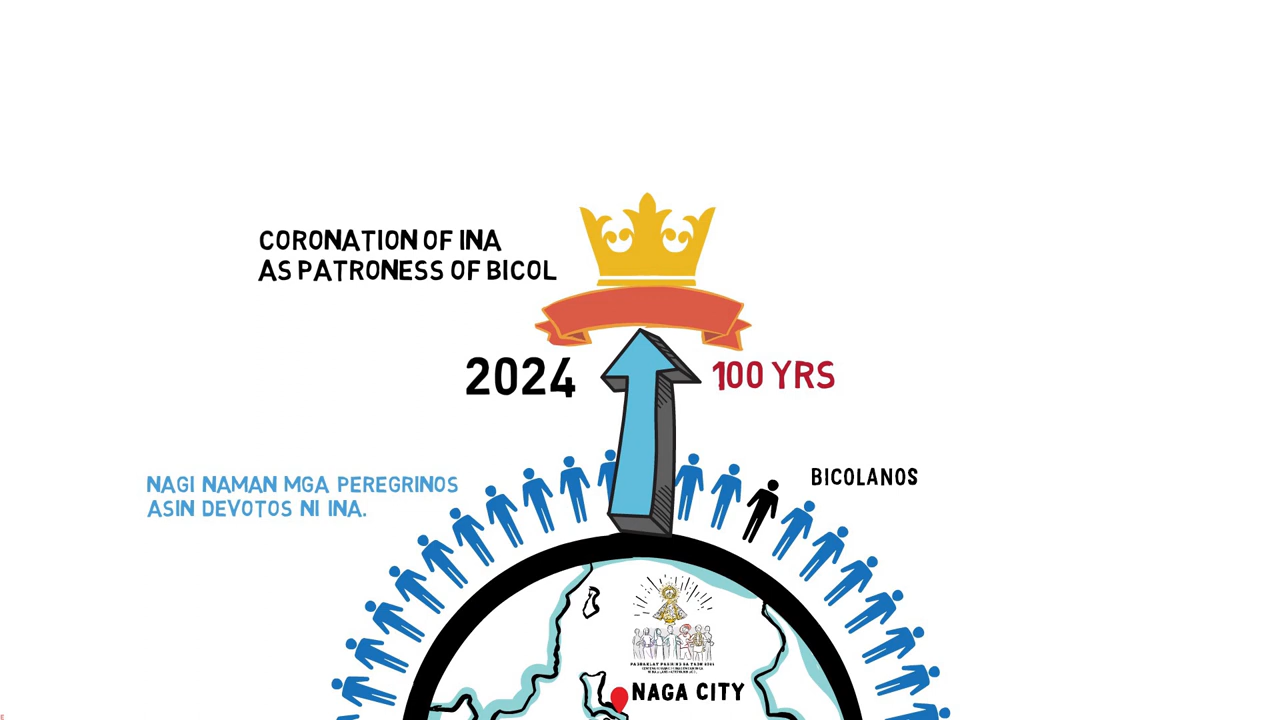 CORONATION OF INA
AS PATRONESS OF BICOL
2024
100 YRS
NAGI NAMAN MGA PEREGRINOS
ASIN DEVOTOS NI INA.
BICOLANOS
NAGA CITY